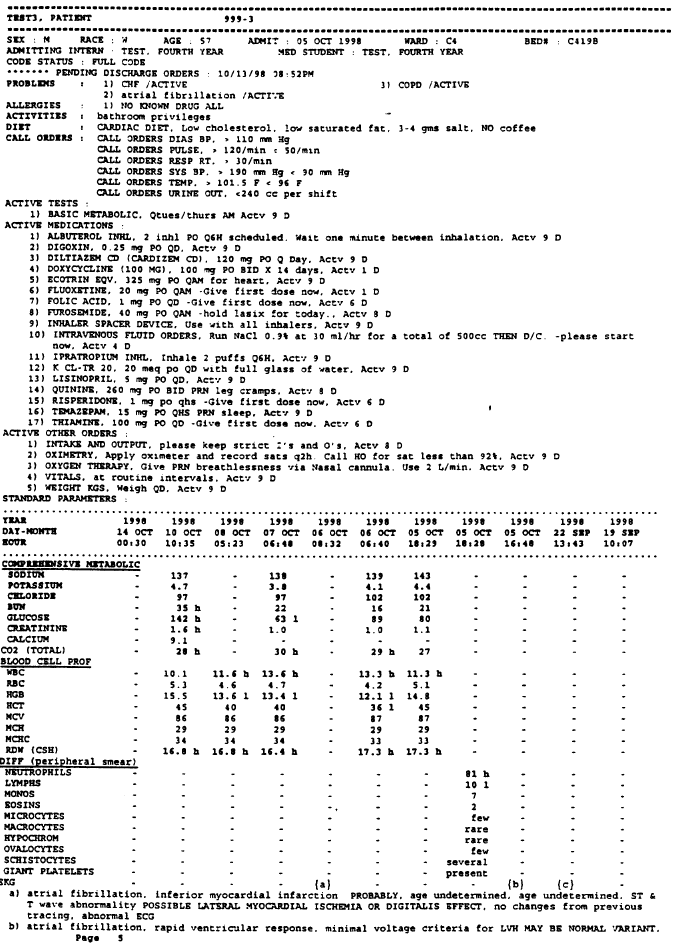 TEST3, PATIENT 999-3
SEX : M RACE : W AGE : 57 ADMIT : 05 OCT 1998 WARD : C4 BED# : C419B
ADMITTING INTERN : TEST, FOURTH YEAR MED STUDENT : TEST, FOURTH YEAR
CODE STATUS : FULL CODE
******* PENDING DISCHARGE ORDERS : 10/13/98 08:52PM
PROBLEMS : 1) CHF /ACTIVE 3) COPD /ACTIVE
2) atrial fibrillation /ACTIVE
ALLERGIES : 1) NO KNOWN DRUG ALL
ACTIVITIES : bathroom privileges
DIET : CARDIAC DIET, Low cholesterol, low saturated fat, 3-4 gms salt, NO coffee
CALL ORDERS : CALL ORDERS DIAS BP, > 110 mm Hg
CALL ORDERS PULSE, > 120/min < 50/min
CALL ORDERS RESP RT, > 30/min
CALL ORDERS SYS BP, > 190 mm Hg < 90 mm Hg
CALL ORDERS TEMP, > 101.5 F < 96 F
CALL ORDERS URINE OUT, <240 cc per shift
ACTIVE TESTS :
1) BASIC METABOLIC, Qtues/thurs AM Actv 9 D
ACTIVE MEDICATIONS :
1) ALBUTEROL INHL, 2 inhl PO Q6H scheduled. Wait one minute between inhalation, Actv 9 D
2) DIGOXIN, 0.25 mg PO QD, Actv 9 D
3) DILTIAZEM CD (CARDIZEM CD), 120 mg PO Q Day, Actv 9 D
4) DOXYCYCLINE (100 MG), 100 mg PO BID X 14 days, Actv 1 D
5) ECOTRIN EQV, 325 mg PO QAM for heart, Actv 9 D
6) FLUOXETINE, 20 mg PO QAM -Give first dose now, Actv 1 D
7) FOLIC ACID, 1 mg PO QD -Give first dose now, Actv 6 D
8) FUROSEMIDE, 40 mg PO QAM -hold lasix for today., Actv 8 D
9) INHALER SPACER DEVICE, Use with all inhalers, Actv 9 D
10) INTRAVENOUS FLUID ORDERS, Run NaCl 0.9% at 30 ml/hr for a total of 500cc THEN D/C. -please start
now, Actv 4 D
11) IPRATROPIUM INHL, Inhale 2 puffs Q6H, Actv 9 D
12) K CL-TR 20, 20 meq po QD with full glass of water, Actv 9 D
13) LISINOPRIL, 5 mg PO QD, Actv 9 D
14) QUININE, 260 mg PO BID PRN leg cramps, Actv 8 D
15) RISPERIDONE, 1 mg po qhs -Give first dose now, Actv 6 D
16) TEMAZEPAM, 15 mg PO QHS PRN sleep, Actv 9 D
17) THIAMINE, 100 mg PO QD -Give first dose now, Actv 6 D
ACTIVE OTHER ORDERS :
1) INTAKE AND OUTPUT, please keep strict I's and O's, Actv 8 D
2) OXIMETRY, Apply oximeter and record sats q2h. Call HO for sat less than 92%, Actv 9 D
3) OXYGEN THERAPY, Give PRN breathlessness via Nasal cannula. Use 2 L/min, Actv 9 D
4) VITALS, at routine intervals, Actv 9 D
5) WEIGHT KGS, Weigh QD, Actv 9 D
STANDARD PARAMETERS :
YEAR 1998 1998 1998 1998 1998 1998 1998 1998 1998 1998 1998
DAY-MONTH 14 OCT 10 OCT 08 OCT 07 OCT 06 OCT 06 OCT 05 OCT 05 OCT 05 OCT 22 SEP 19 SEP
HOUR 00:30 10:35 05:23 06:48 08:32 06:40 18:29 18:28 16:48 13:43 10:07
COMPREHENSIVE METABOLIC
SODIUM - 137 - 138 - 139 143 - - - -
POTASSIUM - 4.7 - 3.8 - 4.1 4.4 - - - -
CHLORIDE - 97 - 97 - 102 102 - - - -
BUN - 35 h - 22 - 16 21 - - - -
GLUCOSE - 142 h - 63 l - 89 80 - - - -
CREATININE - 1.6 h - 1.0 - 1.0 1.1 - - - -
CALCIUM - 9.1 - - - - - - - - -
CO2 (TOTAL) - 28 h - 30 h - 29 h 27 - - - -
BLOOD CELL PROF
WBC - 10.1 11.6 h 13.6 h - 13.3 h 11.3 h - - - -
RBC - 5.3 4.6 4.7 - 4.2 5.1 - - - -
HGB - 15.5 13.6 l 13.4 l - 12.1 l 14.8 - - - -
HCT - 45 40 40 - 36 l 45 - - - -
MCV - 86 86 86 - 87 87 - - - -
MCH - 29 29 29 - 29 29 - - - -
MCHC - 34 34 34 - 33 33 - - - -
RDW (CSH) - 16.8 h 16.8 h 16.4 h - 17.3 h 17.3 h - - - -
DIFF (peripheral smear)
NEUTROPHILS - - - - - - - 81 h - - -
LYMPHS - - - - - - - 10 l - - -
MONOS - - - - - - - 7 - - -
EOSINS - - - - - - - 2 - - -
MICROCYTES - - - - - - - few - - -
MACROCYTES - - - - - - - rare - - -
HYPOCHROM - - - - - - - rare - - -
OVALOCYTES - - - - - - - few - - -
SCHISTOCYTES - - - - - - - several - - -
GIANT PLATELETS - - - - - - - present - - -
EKG - - - - (a) - - - (b) (c) -
a) atrial fibrillation, inferior myocardial infarction PROBABLY, age undetermined, age undetermined, ST &
T wave abnormality POSSIBLE LATERAL MYOCARDIAL ISCHEMIA OR DIGITALIS EFFECT, no changes from previous
tracing, abnormal ECG
b) atrial fibrillation, rapid ventricular response, minimal voltage criteria for LVH MAY BE NORMAL VARIANT,
Page 5